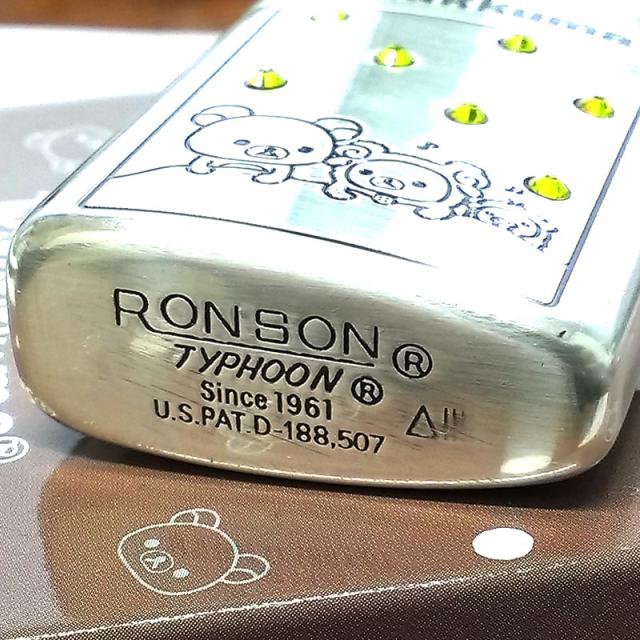 RONSON®
TYPHOON®
Since 1961
U.S.PAT.D-188,507